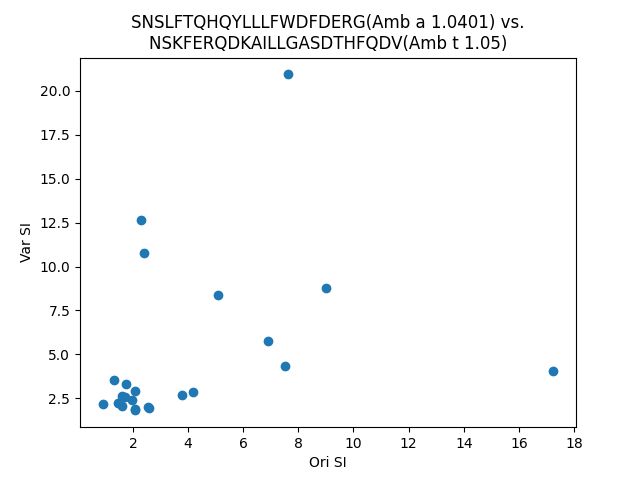 SNSLFTQHQYLLLFWDFDERG(Amb a 1.0401) vs.
NSKFERQDKAILLGASDTHFQDV(Amb t 1.05)
20.0
17.5
15.0
12.5
10.0
7.5
5.0
2.5
Var SI
2 4 6 8 10 12 14 16 18
Ori SI